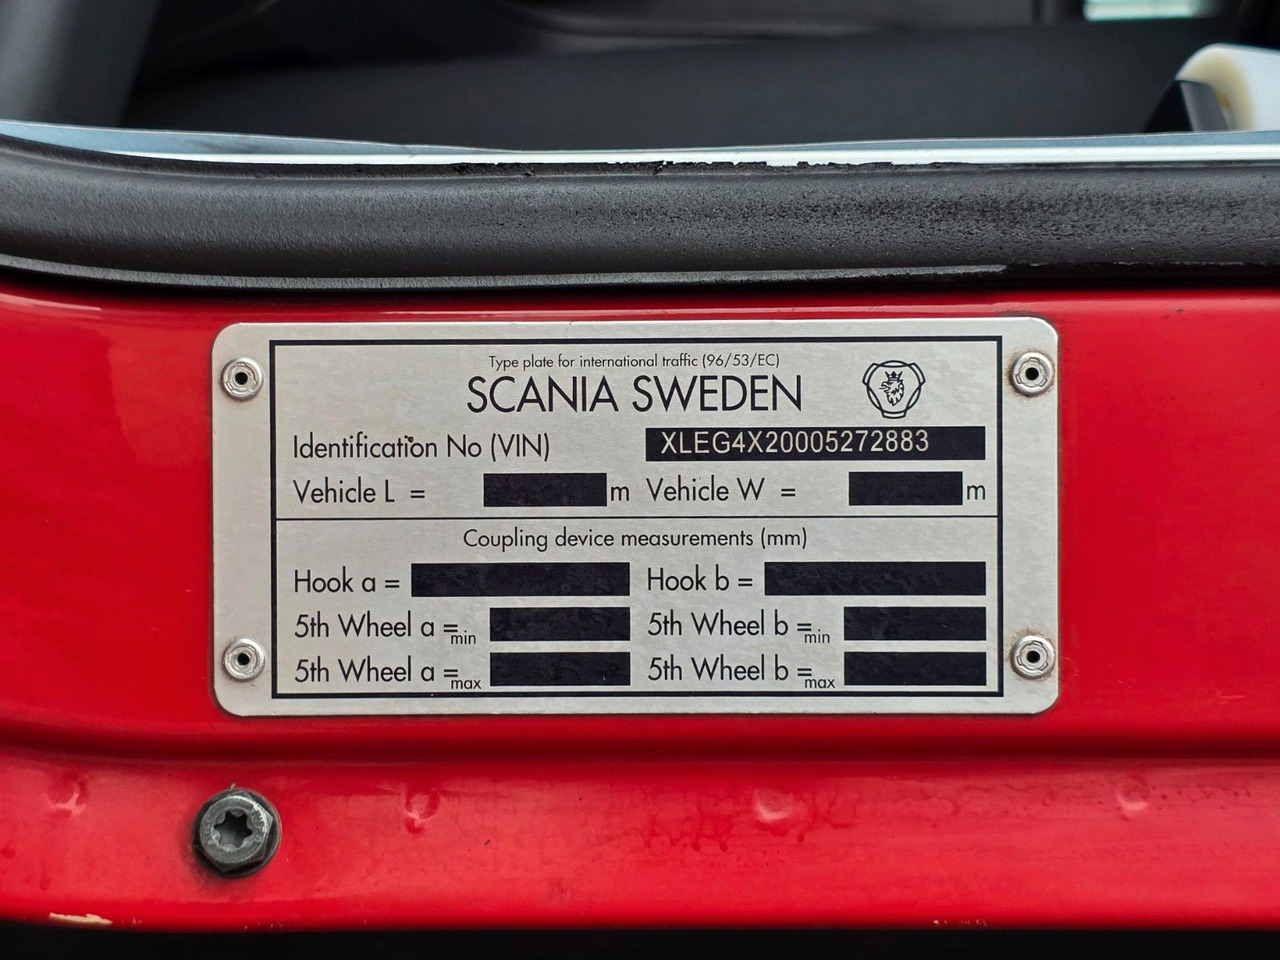 Type plate for international traffic (96/53/EC)
SCANIA SWEDEN
Identification No (VIN) XLEG4X20005272883
Vehicle L = m Vehicle W = m
Coupling device measurements (mm)
Hook a = Hook b =
5th Wheel a =min 5th Wheel b =min
5th Wheel a =max 5th Wheel b =max